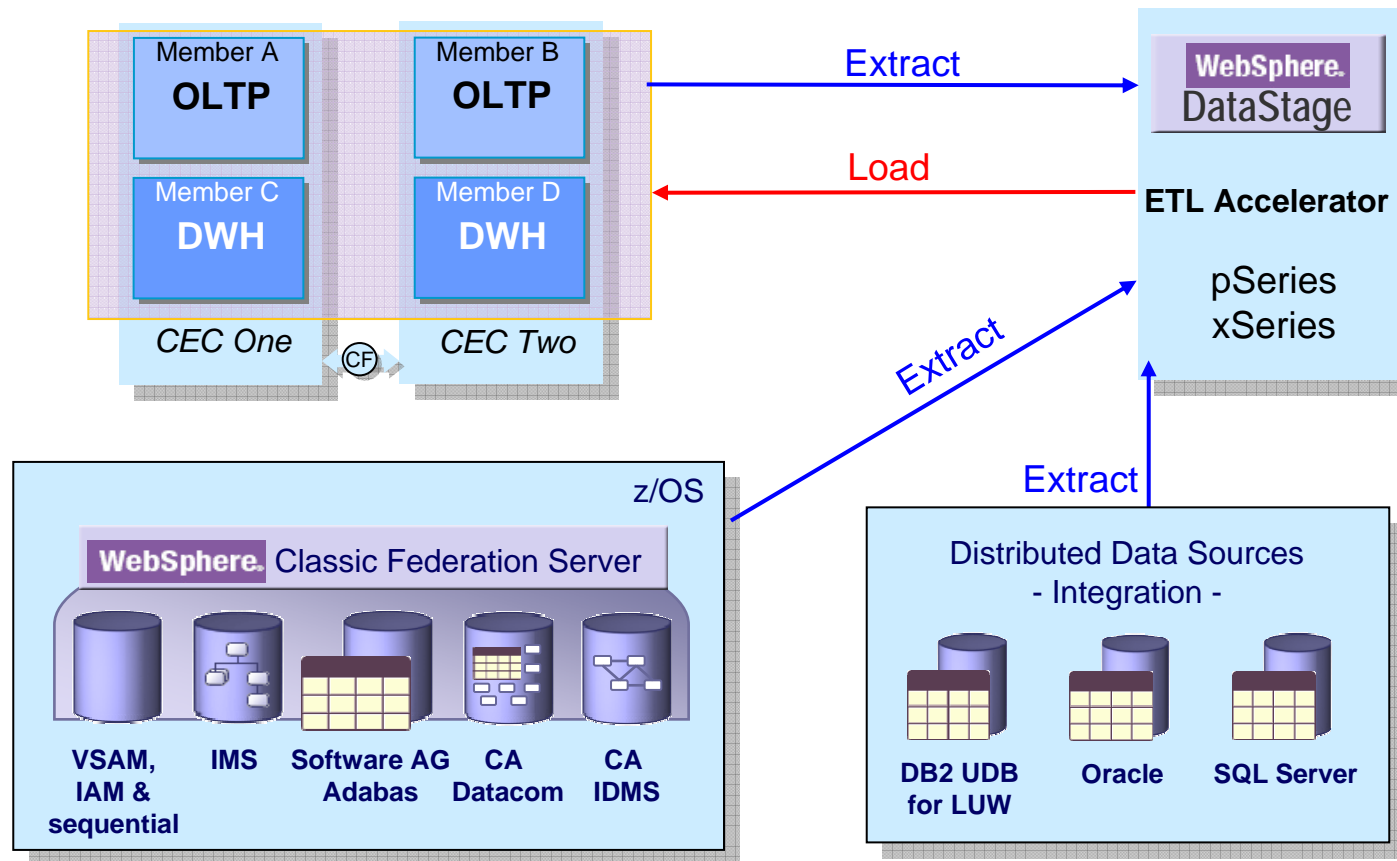 Member A
OLTP
Member B
OLTP
Member C
DWH
Member D
DWH
CEC One
CF
CEC Two
Extract
Load
WebSphere.
DataStage
ETL Accelerator
pSeries
xSeries
Extract
Extract
z/OS
WebSphere. Classic Federation Server
VSAM,
IAM &
sequential
IMS
Software AG
Adabas
CA
Datacom
CA
IDMS
Distributed Data Sources
- Integration -
DB2 UDB
for LUW
Oracle
SQL Server